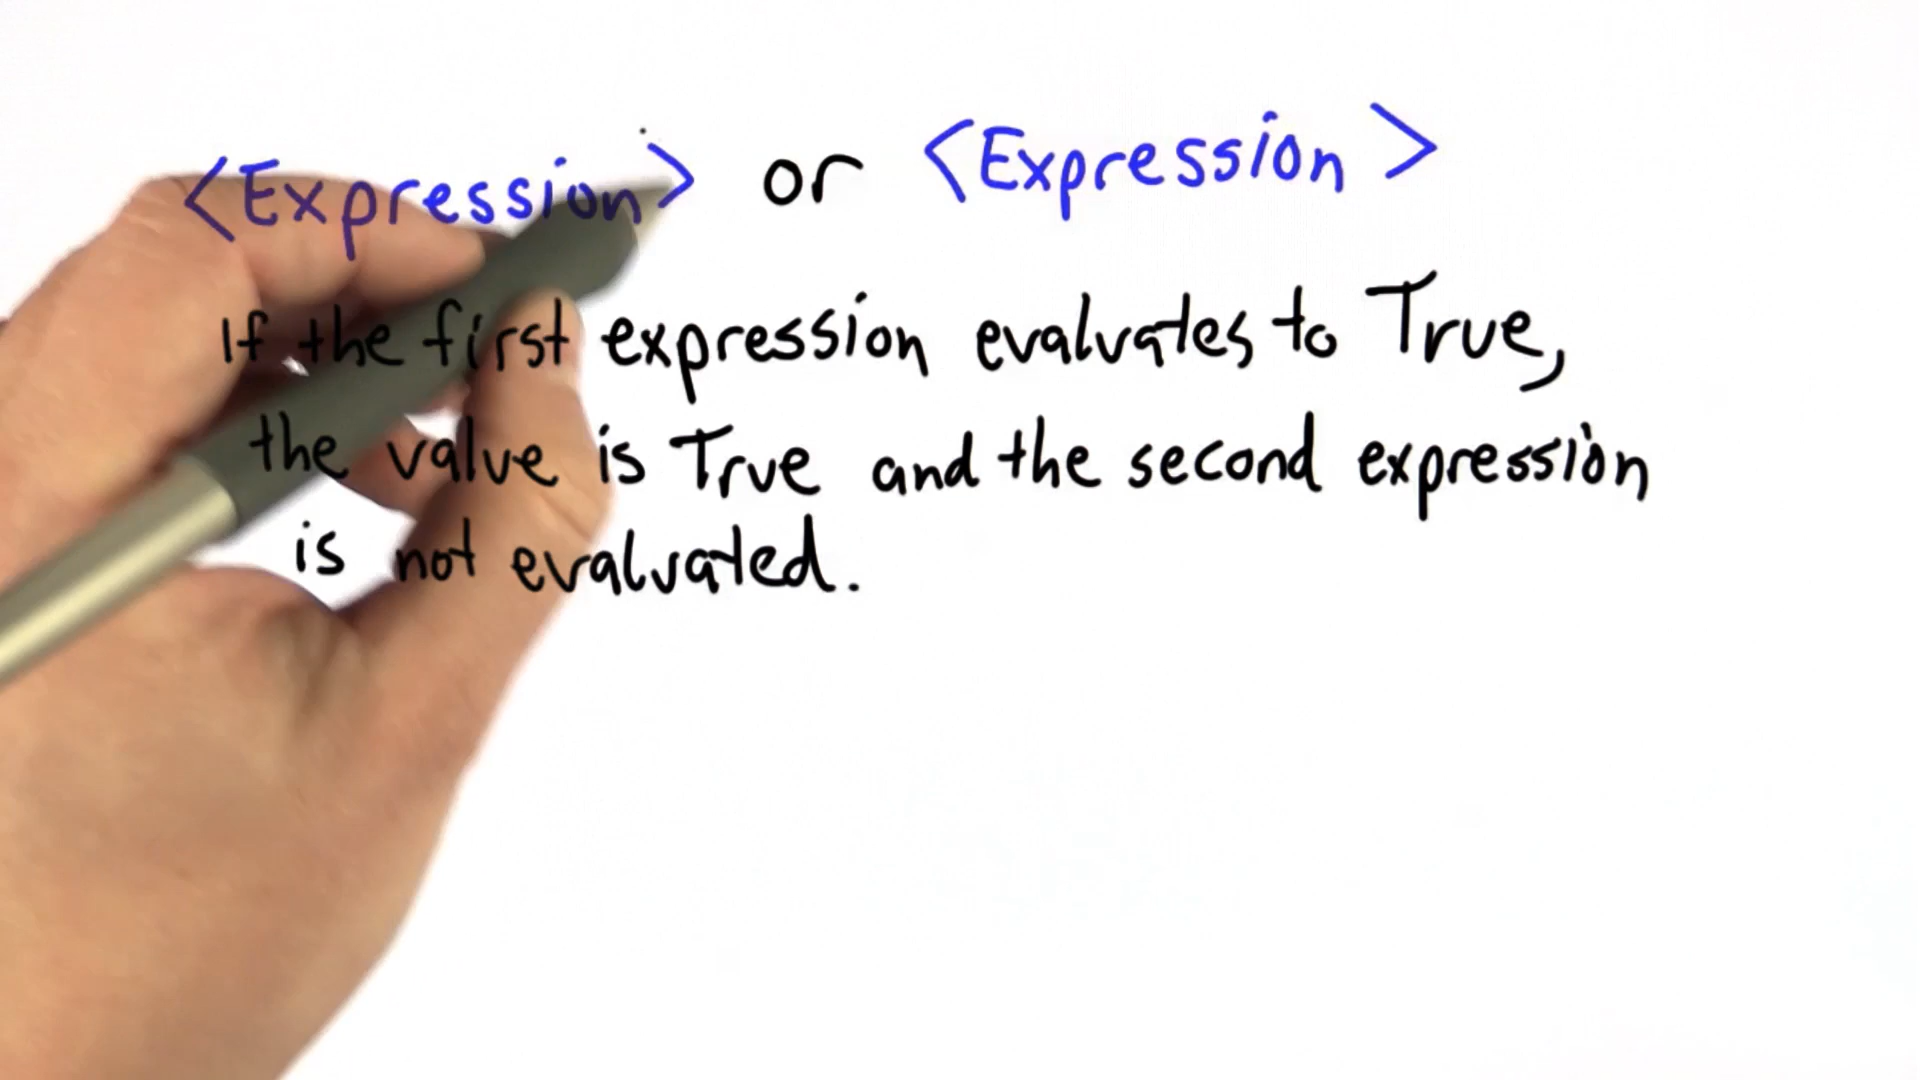 <Expression> or <Expression>
If the first expression evaluates to True,
the value is True and the second expression
is not evaluated.